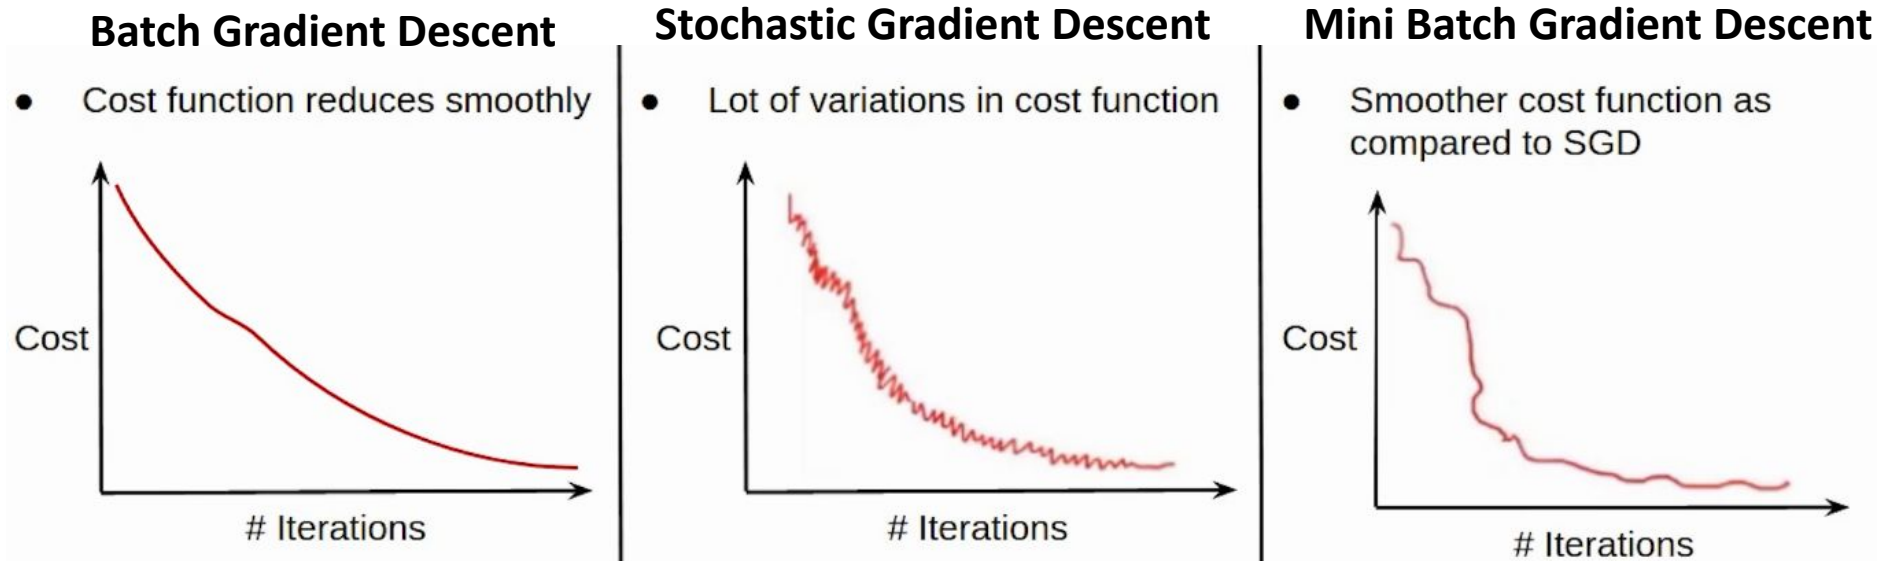 Batch Gradient Descent
● Cost function reduces smoothly
Cost
# Iterations
Stochastic Gradient Descent
● Lot of variations in cost function
Cost
# Iterations
Mini Batch Gradient Descent
● Smoother cost function as
compared to SGD
Cost
# Iterations